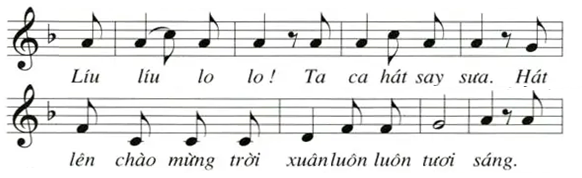 Líu líu lo lo ! Ta ca hát say sưa. Hát
lên chào mừng trời xuân luôn luôn tươi sáng.